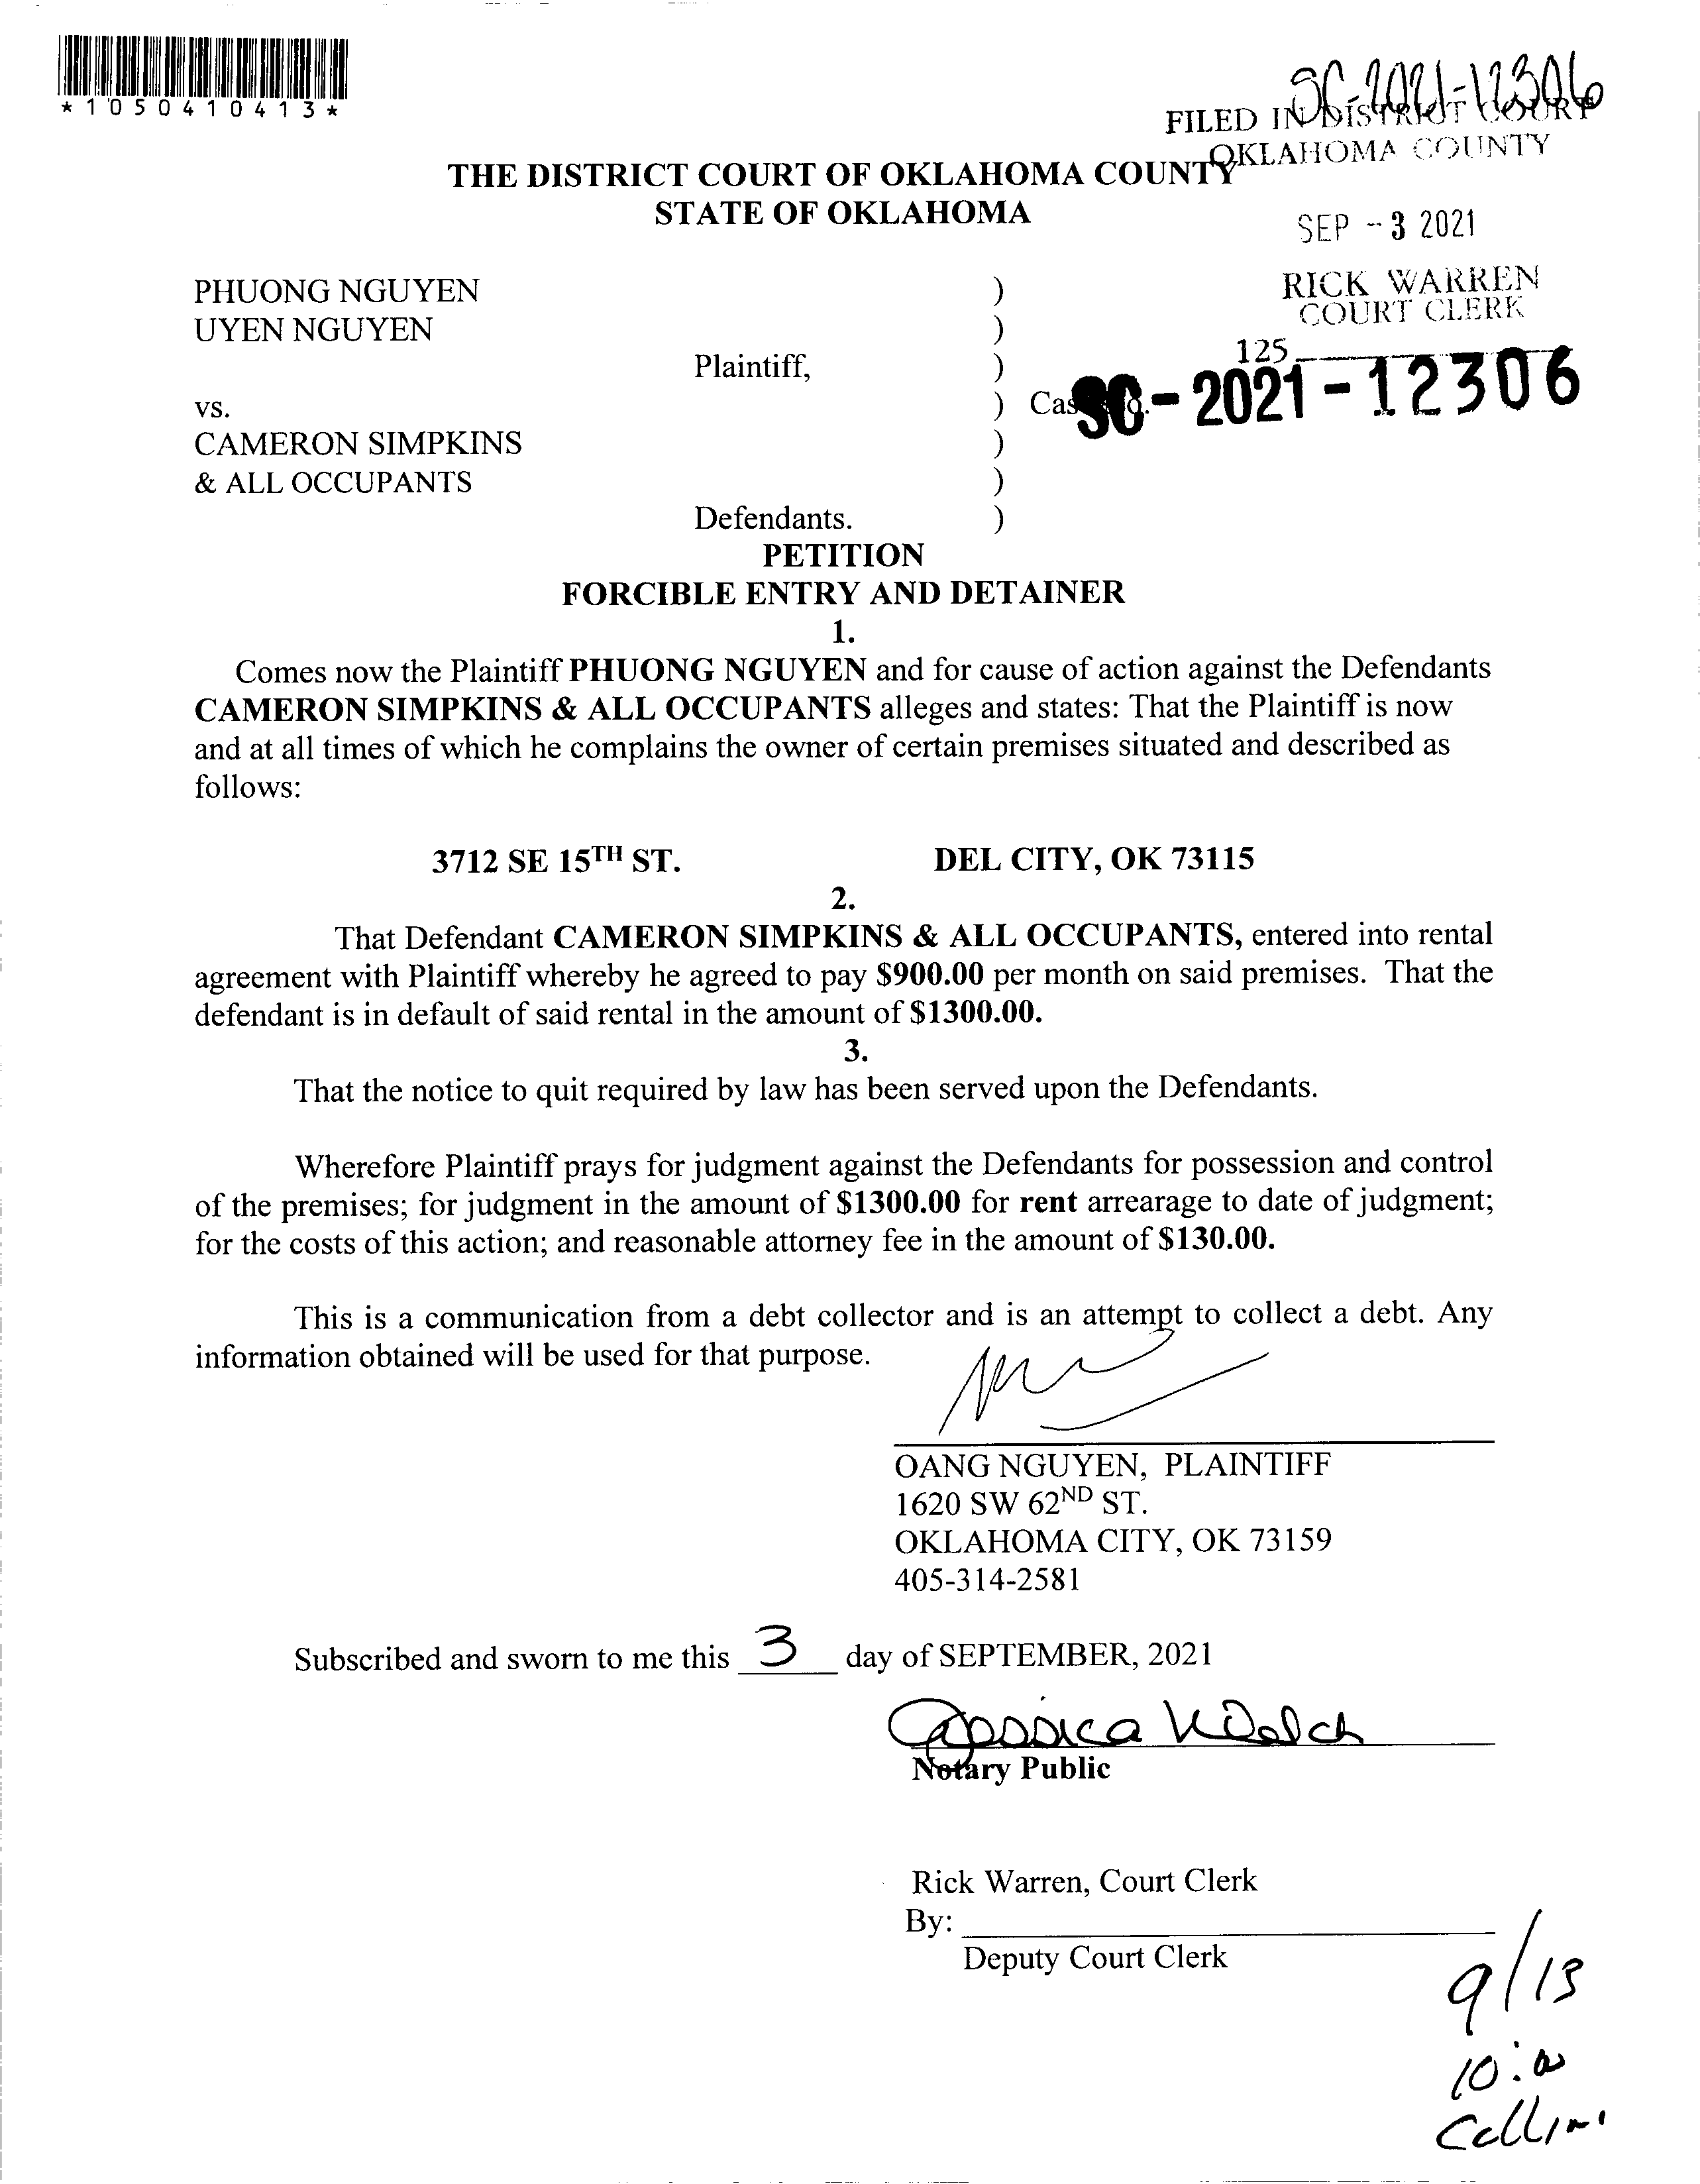 *1050410413*
SC-2021-12306
FILED IN DISTRICT COURT
OKLAHOMA COUNTY
THE DISTRICT COURT OF OKLAHOMA COUNTY
STATE OF OKLAHOMA
SEP -3 2021
RICK WARREN
COURT CLERK
125
PHUONG NGUYEN )
UYEN NGUYEN )
Plaintiff, )
vs. ) Case No. SC-2021-12306
CAMERON SIMPKINS )
& ALL OCCUPANTS )
Defendants. )
PETITION
FORCIBLE ENTRY AND DETAINER
1.
Comes now the Plaintiff PHUONG NGUYEN and for cause of action against the Defendants
CAMERON SIMPKINS & ALL OCCUPANTS alleges and states: That the Plaintiff is now
and at all times of which he complains the owner of certain premises situated and described as
follows:
3712 SE 15TH ST. DEL CITY, OK 73115
2.
That Defendant CAMERON SIMPKINS & ALL OCCUPANTS, entered into rental
agreement with Plaintiff whereby he agreed to pay $900.00 per month on said premises. That the
defendant is in default of said rental in the amount of $1300.00.
3.
That the notice to quit required by law has been served upon the Defendants.
Wherefore Plaintiff prays for judgment against the Defendants for possession and control
of the premises; for judgment in the amount of $1300.00 for rent arrearage to date of judgment;
for the costs of this action; and reasonable attorney fee in the amount of $130.00.
This is a communication from a debt collector and is an attempt to collect a debt. Any
information obtained will be used for that purpose.
OANG NGUYEN, PLAINTIFF
1620 SW 62ND ST.
OKLAHOMA CITY, OK 73159
405-314-2581
Subscribed and sworn to me this 3 day of SEPTEMBER, 2021
Jessica Welch
Notary Public
Rick Warren, Court Clerk
By:
Deputy Court Clerk
9/13